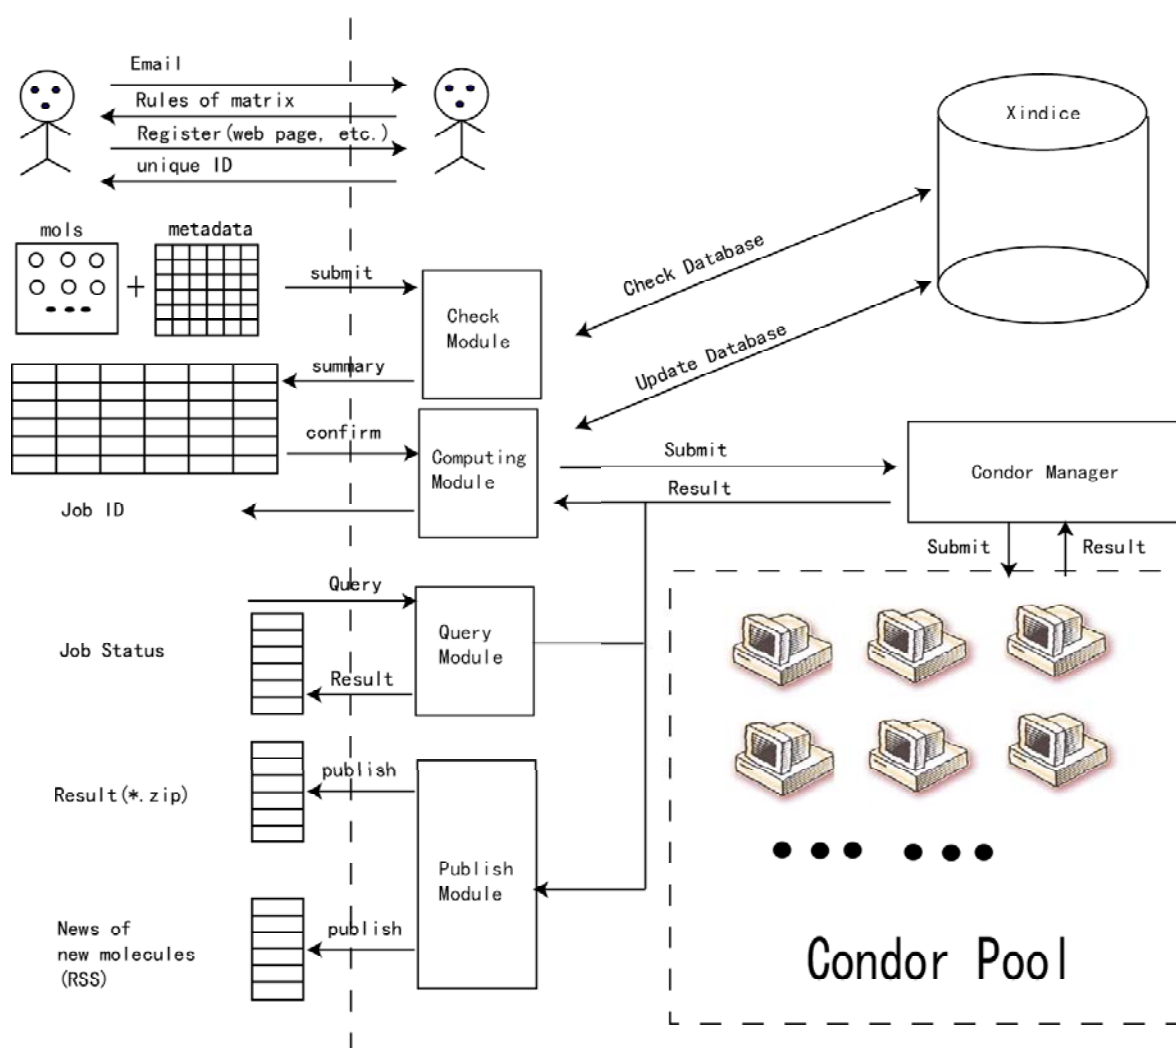 Email
Rules of matrix
Register(web page, etc.)
unique ID
Xindice
mols
metadata
submit
Check Database
Check
Module
Update Database
summary
confirm
Computing
Module
Submit
Result
Condor Manager
Job ID
Submit
Result
Query
Query
Module
Job Status
Result
publish
Result(*.zip)
Publish
Module
News of
new molecules
(RSS)
publish
Condor Pool